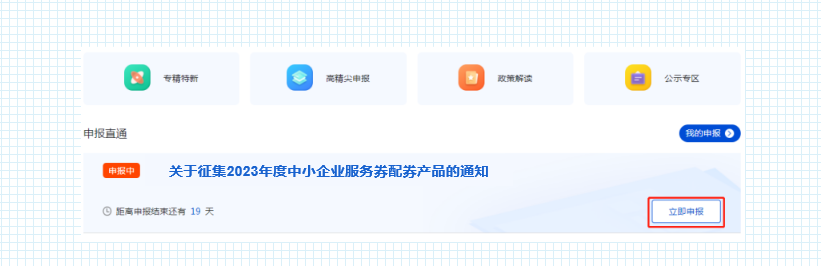 专精特新 高精尖申报 政策解读 公示专区
申报直通 我的申报
申报中 关于征集2023年度中小企业服务券配券产品的通知
距离申报结束还有 19 天 立即申报